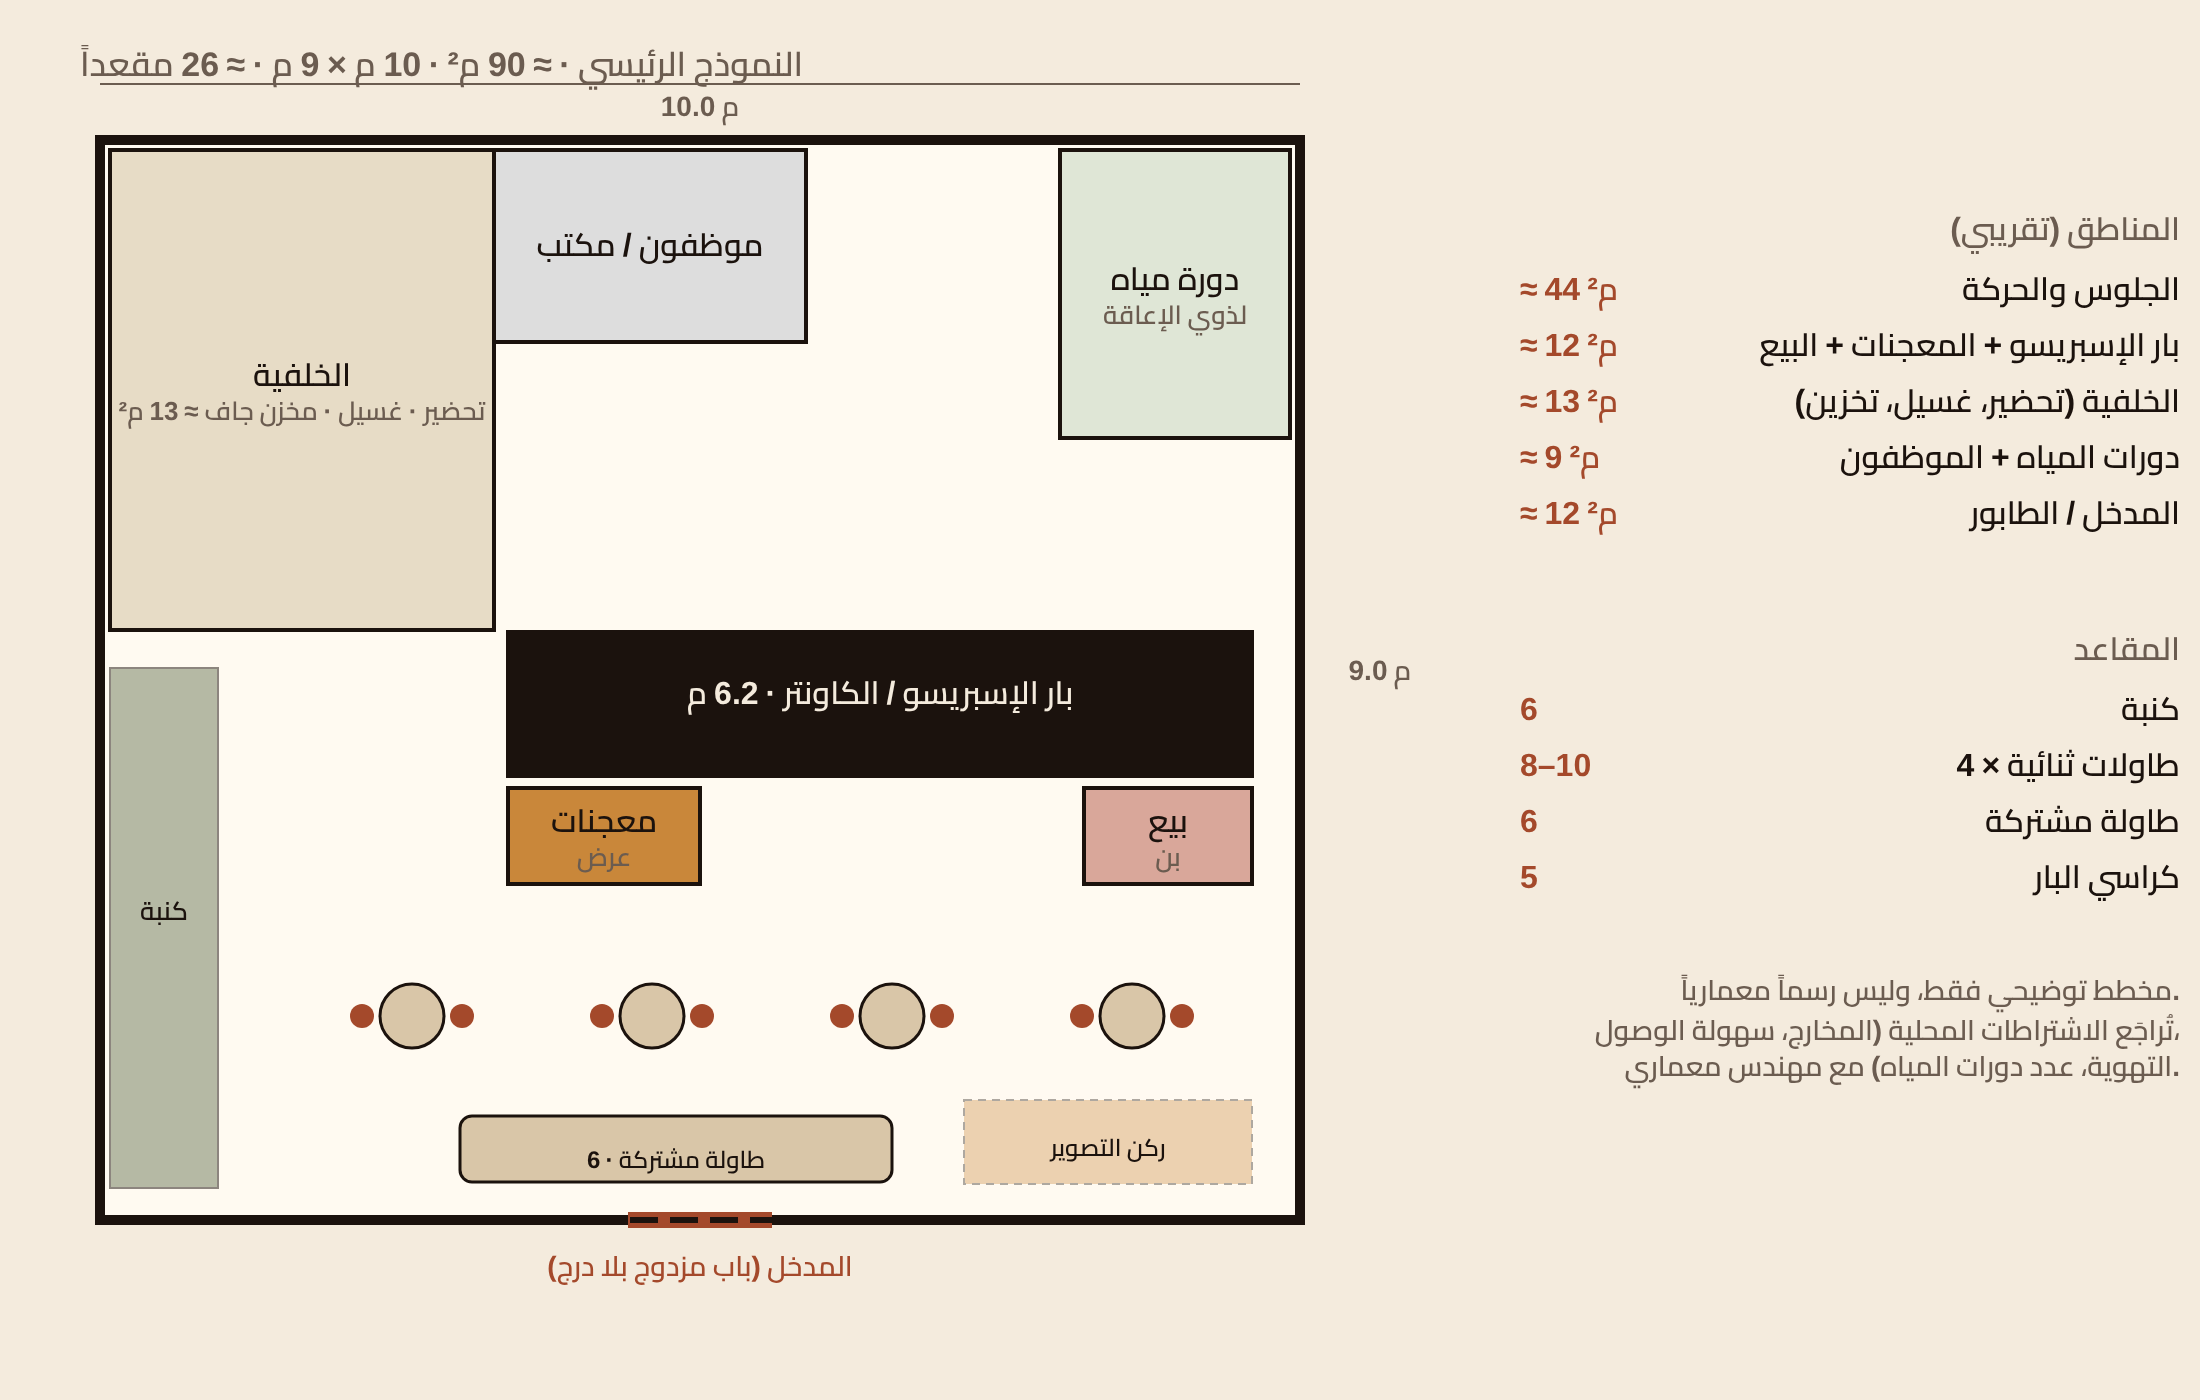 النموذج الرئيسي · ≈ 90 م² · 10 م × 9 م · ≈ 26 مقعداً
10.0 م
الخلفية
تحضير · غسيل · مخزن جاف ≈ 13 م²
موظفون / مكتب
دورة مياه
لذوي الإعاقة
بار الإسبريسو / الكاونتر · 6.2 م
معجنات
عرض
بيع
بن
كنبة
طاولة مشتركة · 6
ركن التصوير
المدخل (باب مزدوج بلا درج)
9.0 م
المناطق (تقريبي)
الجلوس والحركة ≈ 44 م²
بار الإسبريسو + المعجنات + البيع ≈ 12 م²
الخلفية (تحضير، غسيل، تخزين) ≈ 13 م²
دورات المياه + الموظفون ≈ 9 م²
المدخل / الطابور ≈ 12 م²
المقاعد
كنبة 6
طاولات ثنائية × 4 8–10
طاولة مشتركة 6
كراسي البار 5
مخطط توضيحي فقط، وليس رسماً معمارياً.
تُراجَع الاشتراطات المحلية (المخارج، سهولة الوصول،
التهوية، عدد دورات المياه) مع مهندس معماري.